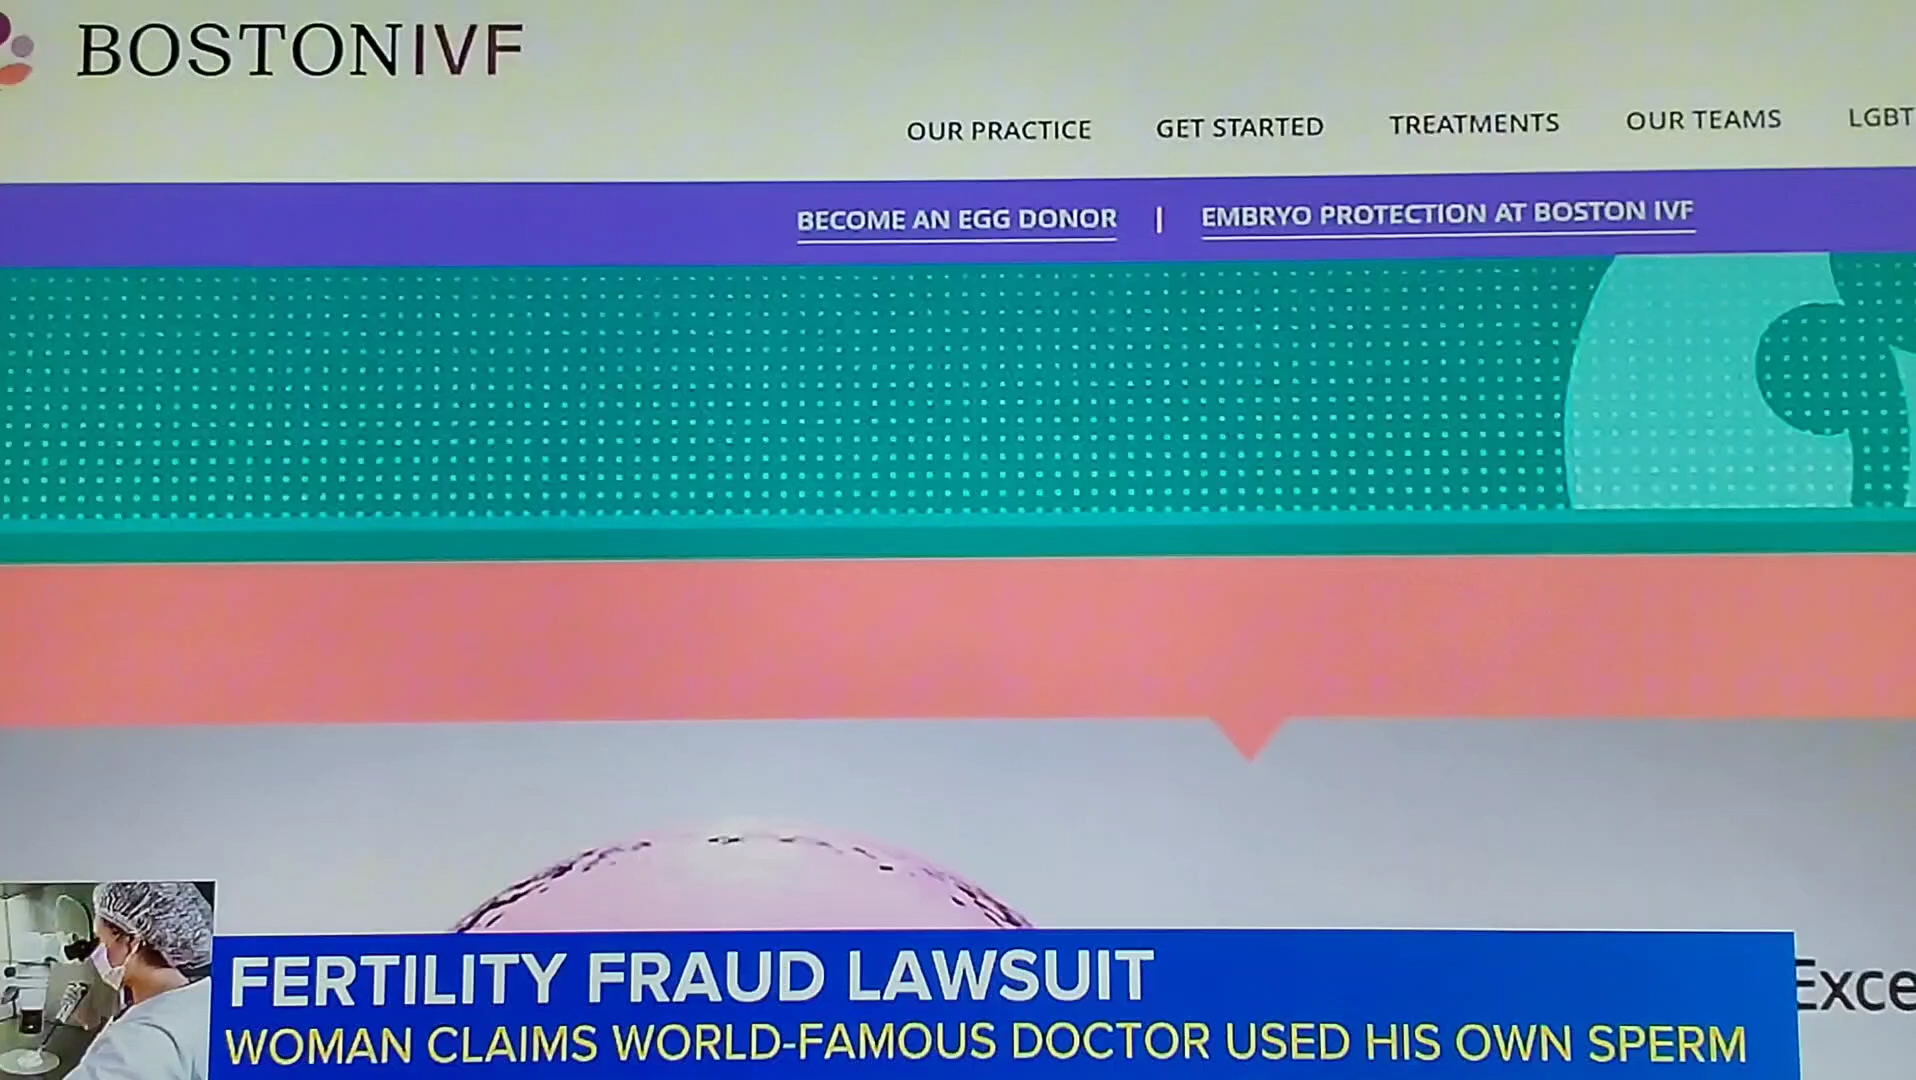 BOSTONIVF
OUR PRACTICE GET STARTED TREATMENTS OUR TEAMS LGBT
BECOME AN EGG DONOR | EMBRYO PROTECTION AT BOSTON IVF
Exce
FERTILITY FRAUD LAWSUIT
WOMAN CLAIMS WORLD-FAMOUS DOCTOR USED HIS OWN SPERM